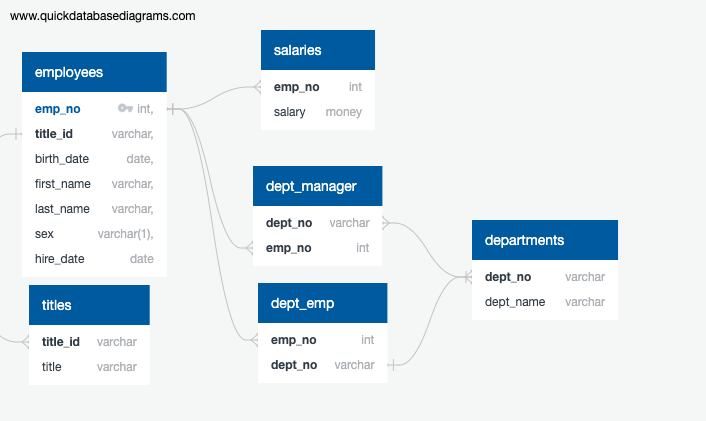 www.quickdatabasediagrams.com
employees
emp_no int,
title_id varchar,
birth_date date,
first_name varchar,
last_name varchar,
sex varchar(1),
hire_date date
titles
title_id varchar
title varchar
salaries
emp_no int
salary money
dept_manager
dept_no varchar
emp_no int
dept_emp
emp_no int
dept_no varchar
departments
dept_no varchar
dept_name varchar